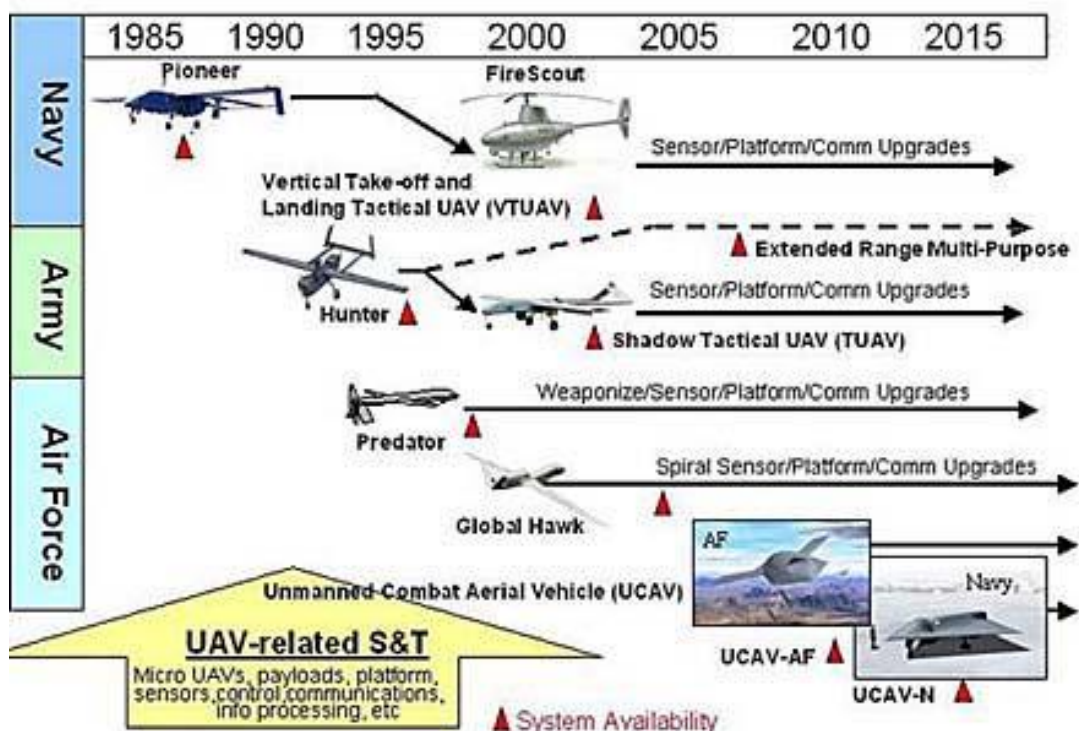 1985 1990 1995 2000 2005 2010 2015
Navy
Pioneer
FireScout
Sensor/Platform/Comm Upgrades
Vertical Take-off and
Landing Tactical UAV (VTUAV)
Extended Range Multi-Purpose
Army
Hunter
Sensor/Platform/Comm Upgrades
Shadow Tactical UAV (TUAV)
Air Force
Weaponize/Sensor/Platform/Comm Upgrades
Predator
Spiral Sensor/Platform/Comm Upgrades
Global Hawk
AF
Unmanned Combat Aerial Vehicle (UCAV)
Navy
UCAV-AF
UCAV-N
UAV-related S&T
Micro UAVs, payloads, platform,
sensors,control,communications,
info processing, etc
System Availability